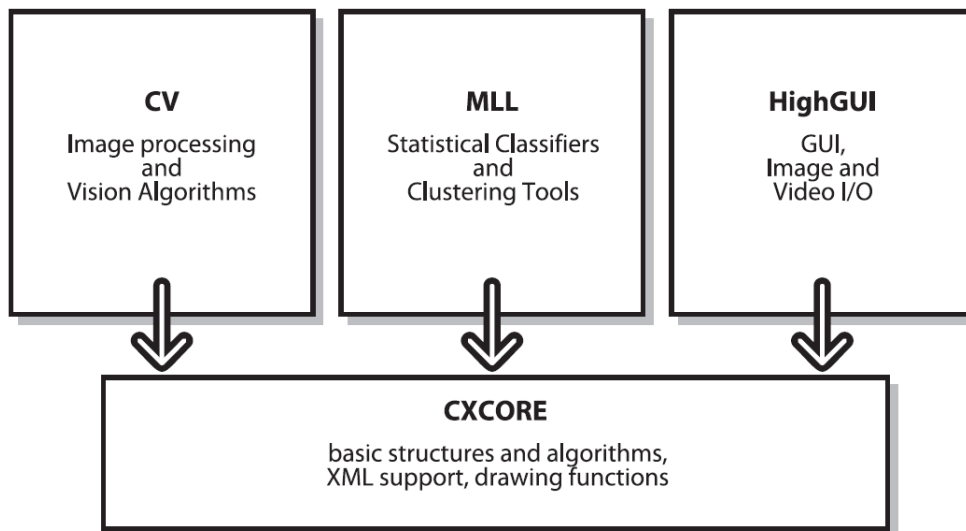 CV
Image processing
and
Vision Algorithms
MLL
Statistical Classifiers
and
Clustering Tools
HighGUI
GUI,
Image and
Video I/O
CXCORE
basic structures and algorithms,
XML support, drawing functions